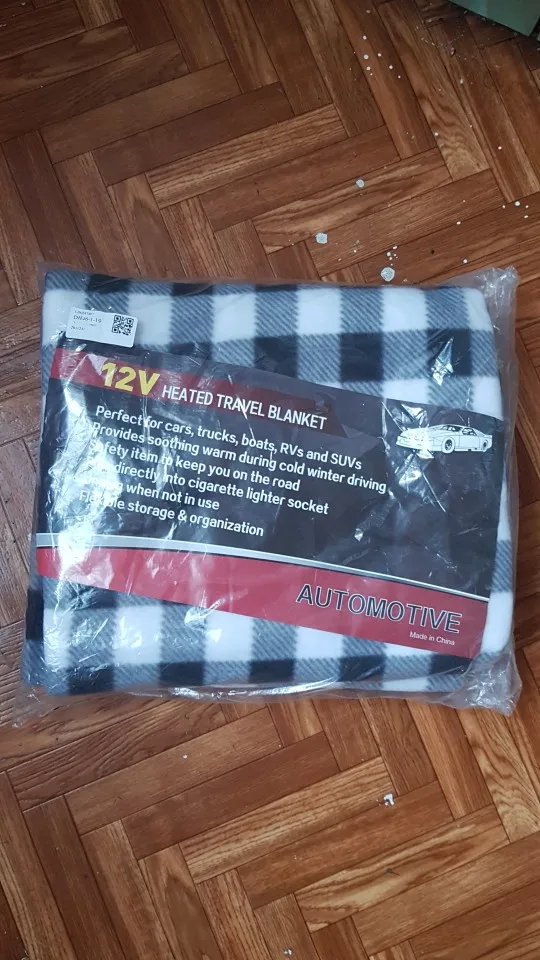 12V HEATED TRAVEL BLANKET
Perfect for cars, trucks, boats, RVs and SUVs
Provides soothing warm during cold winter driving
Safety item to keep you on the road
directly into cigarette lighter socket
when not in use
Flexible storage & organization
AUTOMOTIVE
Made in China